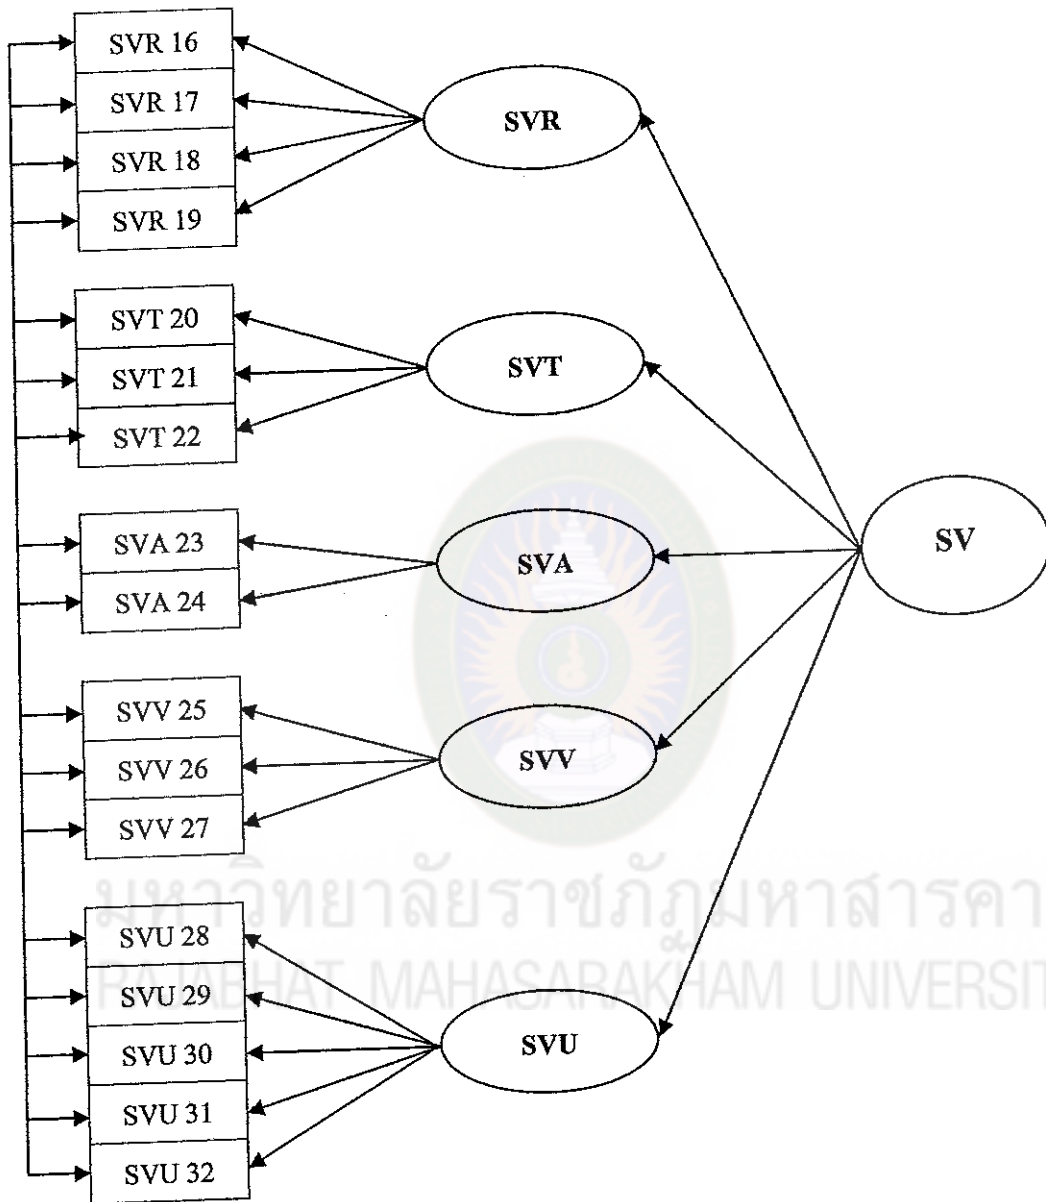 SVR 16
SVR 17
SVR 18
SVR 19
SVR
SVT 20
SVT 21
SVT 22
SVT
SV
SVA 23
SVA 24
SVA
SVV 25
SVV 26
SVV 27
SVV
มหาวิทยาลัยราชภัฏมหาสารคา
RAJABHAT MAHASARAKHAM UNIVERSIT
SVU 28
SVU 29
SVU 30
SVU 31
SVU 32
SVU